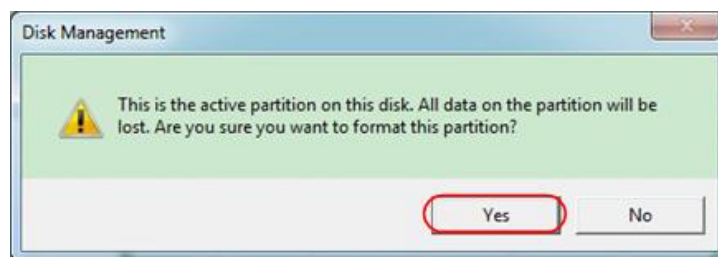 Disk Management
This is the active partition on this disk. All data on the partition will be
lost. Are you sure you want to format this partition?
Yes
No